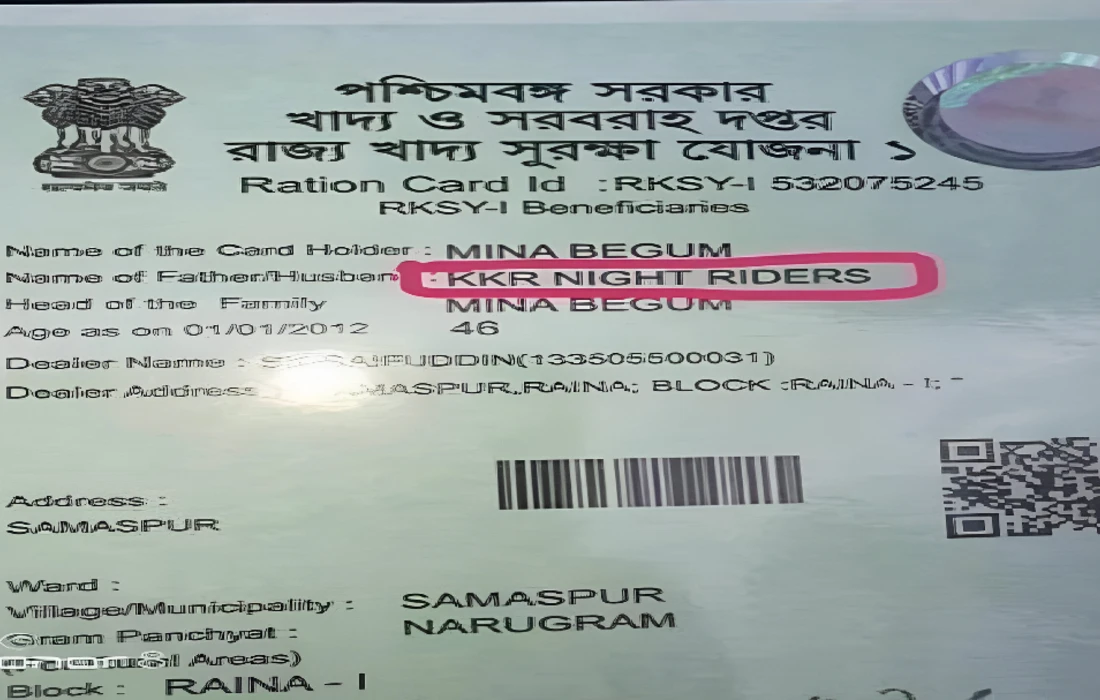 পশ্চিমবঙ্গ সরকার
খাদ্য ও সরবরাহ দপ্তর
রাজ্য খাদ্য সুরক্ষা যোজনা ১
Ration Card Id :RKSY-I 532075245
RKSY-I Beneficiaries
Name of the Card Holder : MINA BEGUM
Name of Father/Husban : KKR NIGHT RIDERS
Head of the Family MINA BEGUM
Age as on 01/01/2012 46
Dealer Name : (133505500031)
Dealer Address RAINA; BLOCK :RAINA - I; -
Address :
SAMASPUR
Ward :
Village/Municipality : SAMASPUR
Gram Panchyat : NARUGRAM
Areas)
Block : RAINA - I